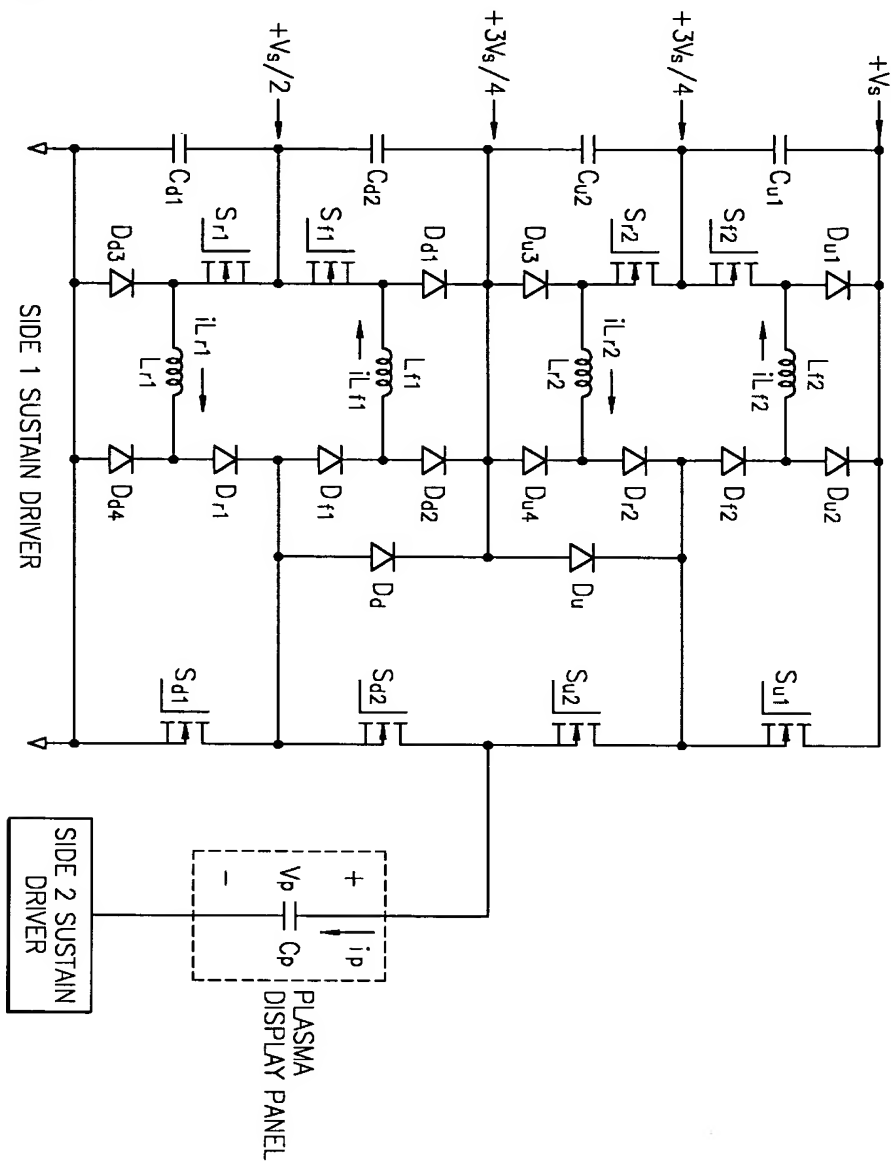 +Vs
Cu1 Du1 Du2 Su1
Lf2
iLf2
Sf2 Df2
+3Vs/4
Cu2 Sr2 Dr2 Du Su2
iLr2
Lr2
Du3 Du4
+3Vs/4
Cd2 Dd1 Dd2 Dd Sd2
Lf1
iLf1
Sf1 Df1
+Vs/2
Cd1 Sr1 Dr1 Sd1
iLr1
Lr1
Dd3 Dd4
SIDE 1 SUSTAIN DRIVER
+
ip
Vp
Cp
-
PLASMA
DISPLAY PANEL
SIDE 2 SUSTAIN
DRIVER